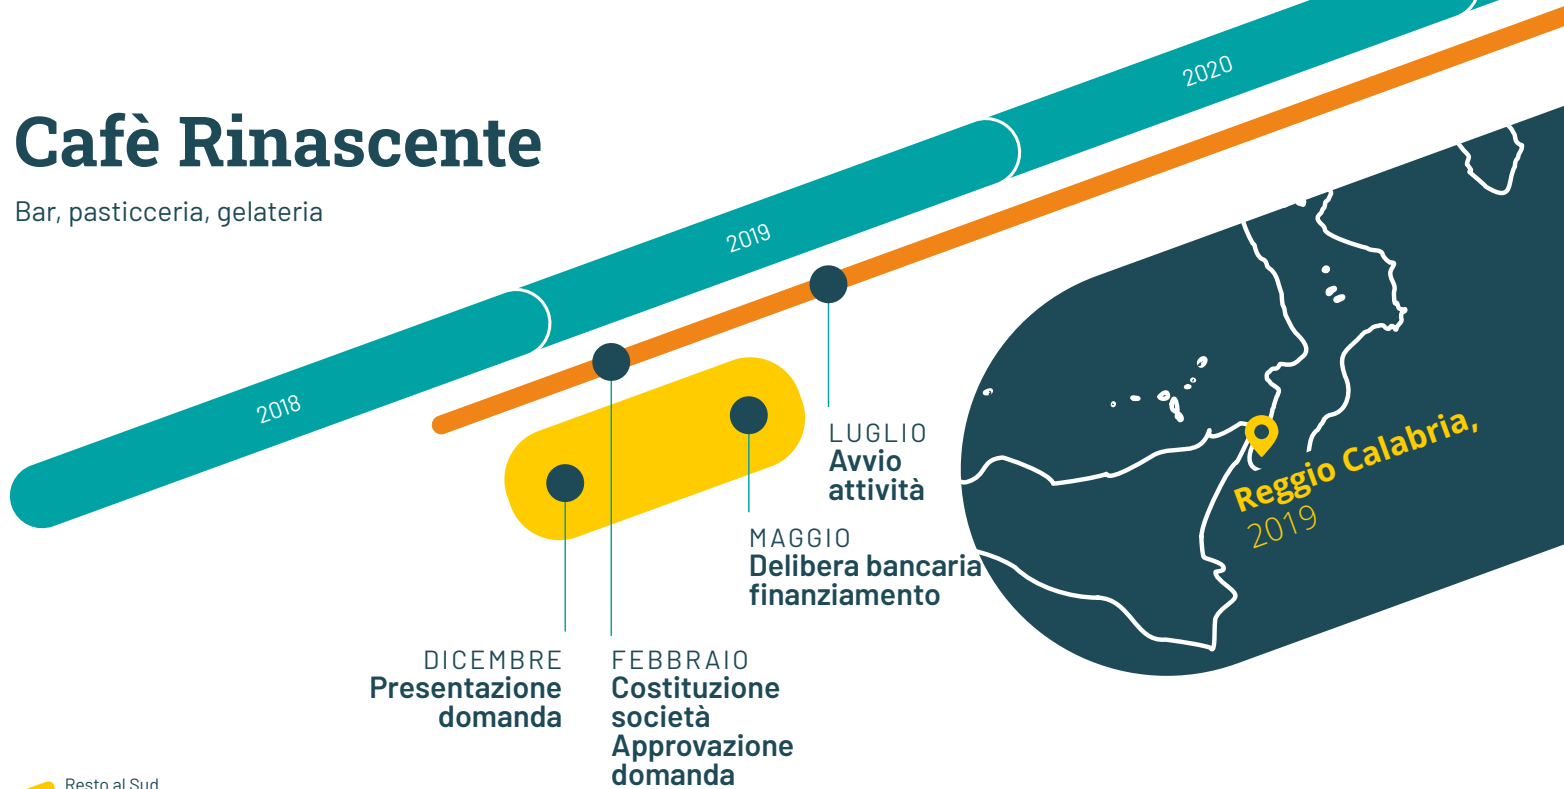 Cafè Rinascente
Bar, pasticceria, gelateria
2018
2019
2020
LUGLIO
Avvio
attività
MAGGIO
Delibera bancaria
finanziamento
DICEMBRE
Presentazione
domanda
FEBBRAIO
Costituzione
società
Approvazione
domanda
Reggio Calabria,
2019
Resto al Sud